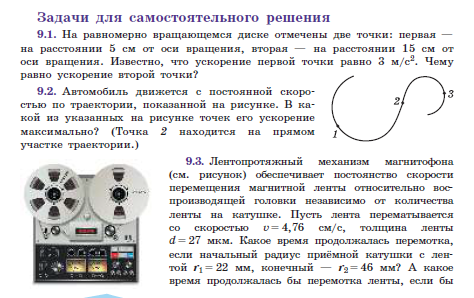 Задачи для самостоятельного решения
9.1. На равномерно вращающемся диске отмечены две точки: первая —
на расстоянии 5 см от оси вращения, вторая — на расстоянии 15 см от
оси вращения. Известно, что ускорение первой точки равно 3 м/с². Чему
равно ускорение второй точки?
9.2. Автомобиль движется с постоянной скоро-
стью по траектории, показанной на рисунке. В ка-
кой из указанных на рисунке точек его ускорение
максимально? (Точка 2 находится на прямом
участке траектории.)
1
2
3
9.3. Лентопротяжный механизм магнитофона
(см. рисунок) обеспечивает постоянство скорости
перемещения магнитной ленты относительно вос-
производящей головки независимо от количества
ленты на катушке. Пусть лента перематывается
со скоростью v = 4,76 см/с, толщина ленты
d = 27 мкм. Какое время продолжалась перемотка,
если начальный радиус приёмной катушки с лен-
той r₁ = 22 мм, конечный — r₂ = 46 мм? А какое
время продолжалась бы перемотка ленты, если бы